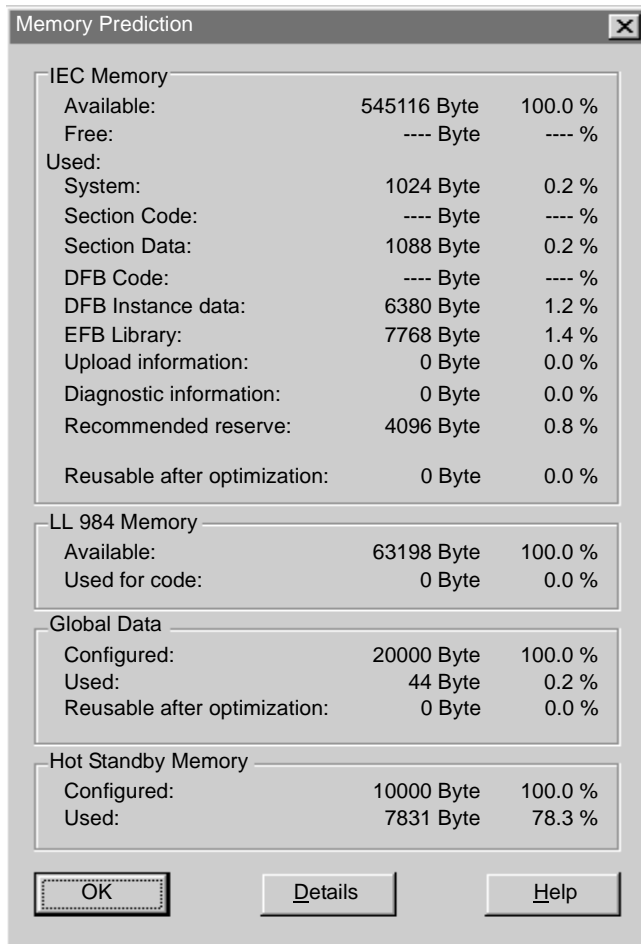 Memory Prediction
IEC Memory
Available: 545116 Byte 100.0 %
Free: ---- Byte ---- %
Used:
System: 1024 Byte 0.2 %
Section Code: ---- Byte ---- %
Section Data: 1088 Byte 0.2 %
DFB Code: ---- Byte ---- %
DFB Instance data: 6380 Byte 1.2 %
EFB Library: 7768 Byte 1.4 %
Upload information: 0 Byte 0.0 %
Diagnostic information: 0 Byte 0.0 %
Recommended reserve: 4096 Byte 0.8 %
Reusable after optimization: 0 Byte 0.0 %
LL 984 Memory
Available: 63198 Byte 100.0 %
Used for code: 0 Byte 0.0 %
Global Data
Configured: 20000 Byte 100.0 %
Used: 44 Byte 0.2 %
Reusable after optimization: 0 Byte 0.0 %
Hot Standby Memory
Configured: 10000 Byte 100.0 %
Used: 7831 Byte 78.3 %
OK Details Help